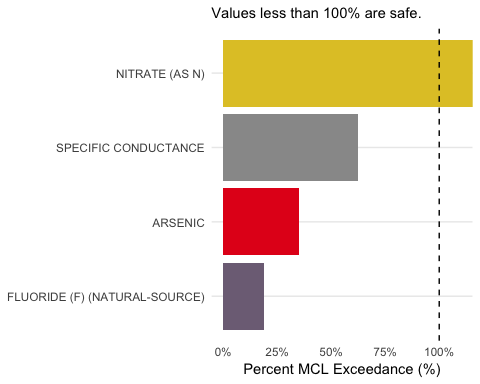 Values less than 100% are safe.
NITRATE (AS N)
SPECIFIC CONDUCTANCE
ARSENIC
FLUORIDE (F) (NATURAL-SOURCE)
0% 25% 50% 75% 100%
Percent MCL Exceedance (%)